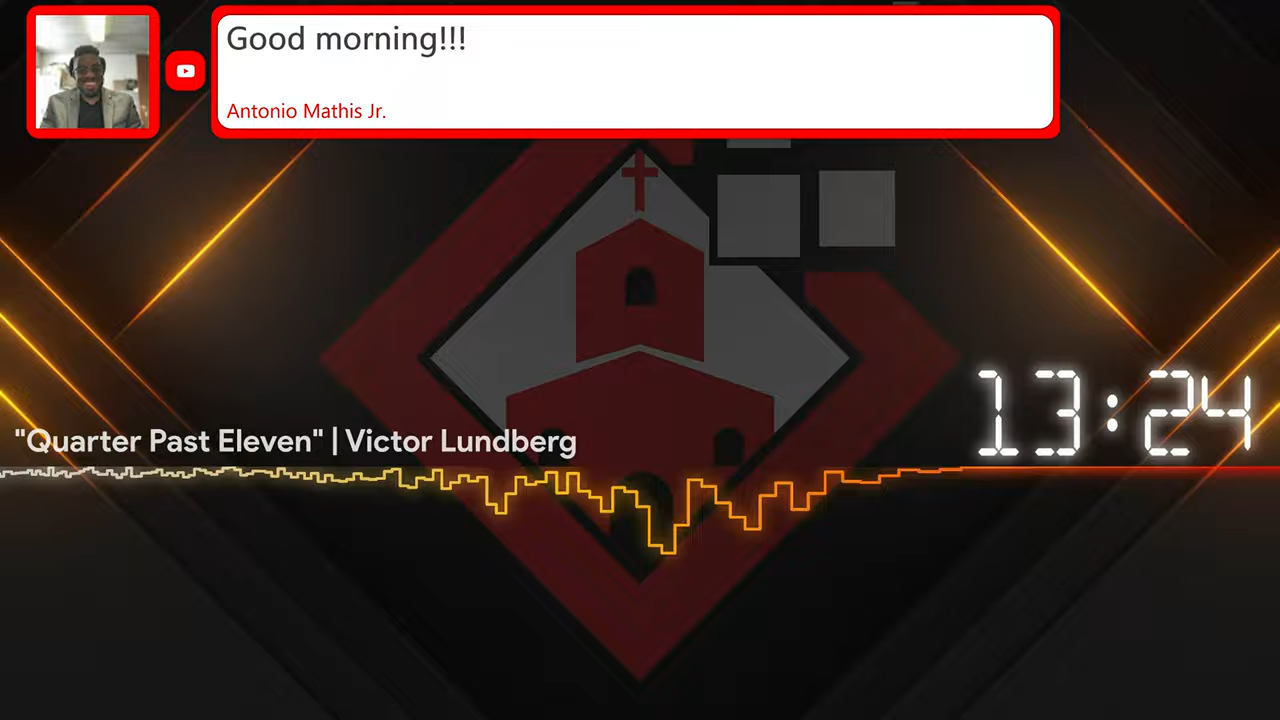 Good morning!!!
Antonio Mathis Jr.
13:24
"Quarter Past Eleven" | Victor Lundberg